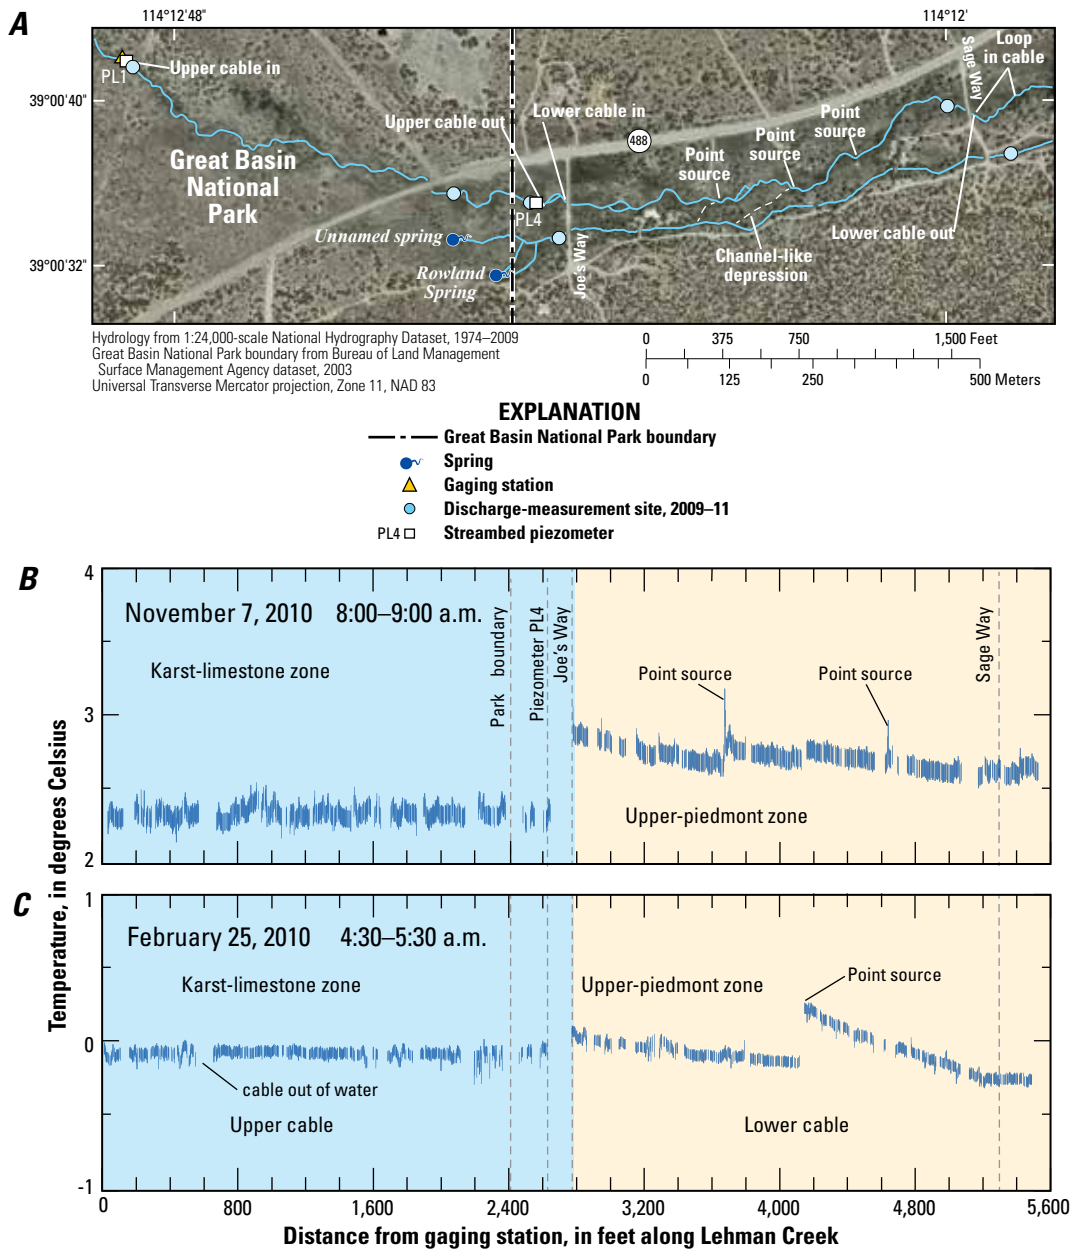 A
114°12'48"
114°12'
39°00'40"
39°00'32"
PL1
Upper cable in
Great Basin
National
Park
Upper cable out
Lower cable in
488
Point
source
Point
source
Point
source
Sage Way
Loop
in cable
PL4
Unnamed spring
Rowland
Spring
Joe's Way
Channel-like
depression
Lower cable out
Hydrology from 1:24,000-scale National Hydrography Dataset, 1974–2009
Great Basin National Park boundary from Bureau of Land Management
Surface Management Agency dataset, 2003
Universal Transverse Mercator projection, Zone 11, NAD 83
0 375 750 1,500 Feet
0 125 250 500 Meters
EXPLANATION
Great Basin National Park boundary
Spring
Gaging station
Discharge-measurement site, 2009–11
PL4 Streambed piezometer
B
4
3
2
November 7, 2010 8:00–9:00 a.m.
Karst-limestone zone
Park boundary
Piezometer PL4
Joe's Way
Point source
Point source
Sage Way
Upper-piedmont zone
Temperature, in degrees Celsius
C
1
0
-1
February 25, 2010 4:30–5:30 a.m.
Karst-limestone zone
Upper-piedmont zone
Point source
cable out of water
Upper cable
Lower cable
0 800 1,600 2,400 3,200 4,000 4,800 5,600
Distance from gaging station, in feet along Lehman Creek